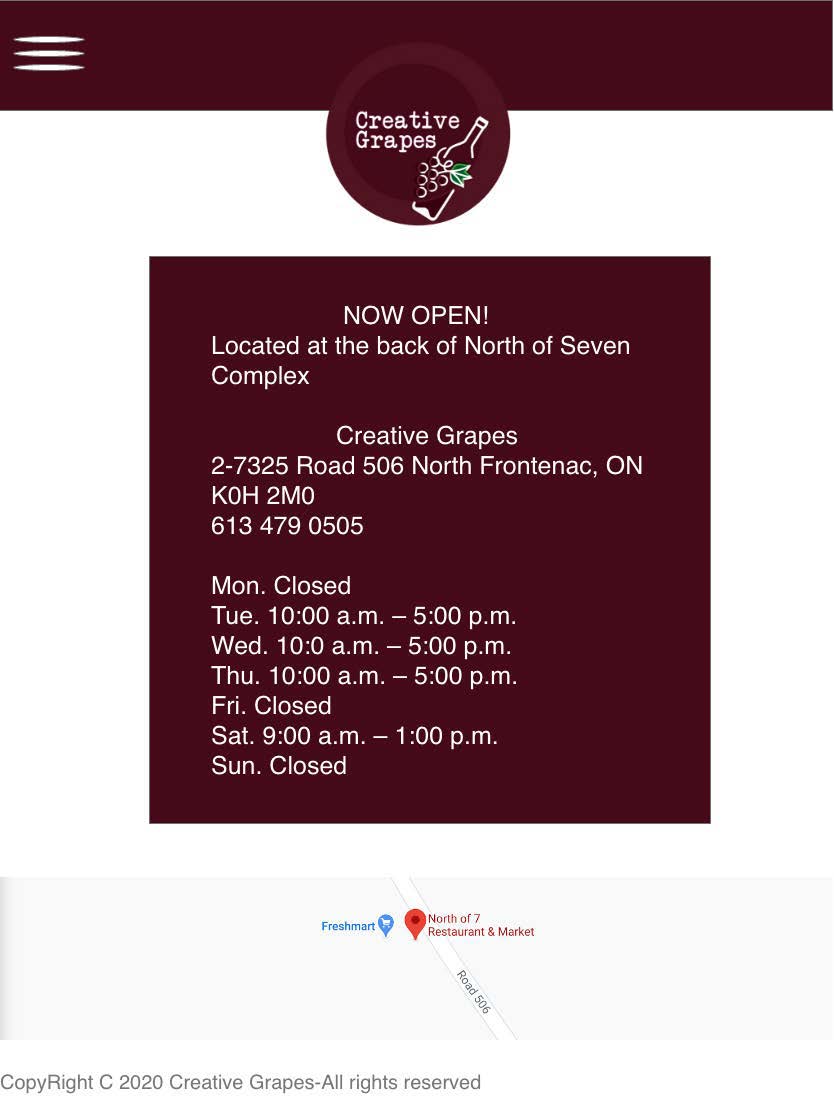 Creative
Grapes
NOW OPEN!
Located at the back of North of Seven
Complex
Creative Grapes
2-7325 Road 506 North Frontenac, ON
K0H 2M0
613 479 0505
Mon. Closed
Tue. 10:00 a.m. – 5:00 p.m.
Wed. 10:0 a.m. – 5:00 p.m.
Thu. 10:00 a.m. – 5:00 p.m.
Fri. Closed
Sat. 9:00 a.m. – 1:00 p.m.
Sun. Closed
Freshmart
North of 7
Restaurant & Market
Road 506
CopyRight C 2020 Creative Grapes-All rights reserved